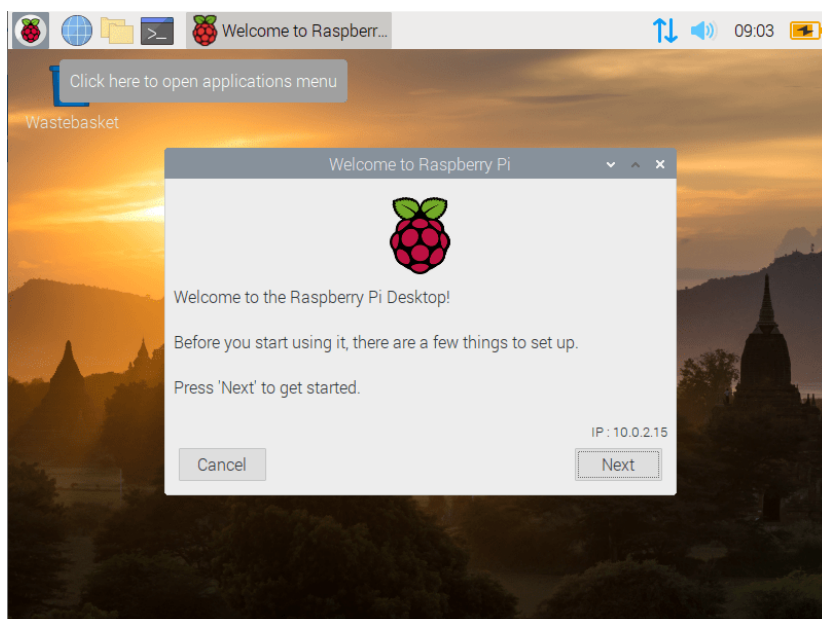 Welcome to Raspberr...
09:03
Click here to open applications menu
Wastebasket
Welcome to Raspberry Pi
Welcome to the Raspberry Pi Desktop!
Before you start using it, there are a few things to set up.
Press 'Next' to get started.
IP : 10.0.2.15
Cancel
Next